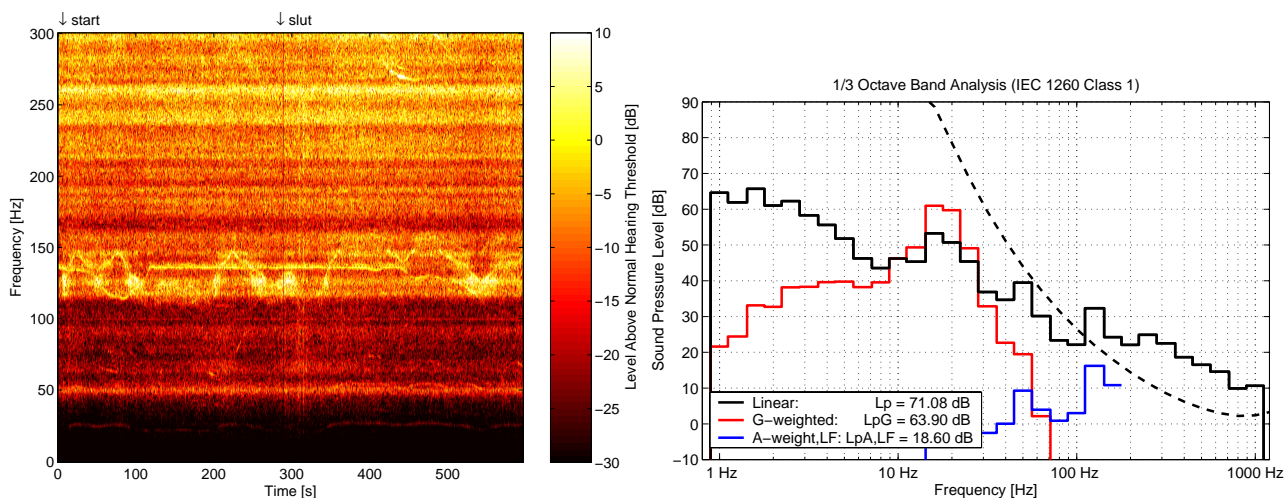 ↓ start
↓ slut
300
250
200
150
100
50
0
Frequency [Hz]
0
100
200
300
400
500
Time [s]
10
5
0
−5
−10
−15
−20
−25
−30
Level Above Normal Hearing Threshold [dB]
1/3 Octave Band Analysis (IEC 1260 Class 1)
90
80
70
60
50
40
30
20
10
0
−10
Sound Pressure Level [dB]
Linear: Lp = 71.08 dB
G-weighted: LpG = 63.90 dB
A-weight,LF: LpA,LF = 18.60 dB
1 Hz
10 Hz
100 Hz
1000 Hz
Frequency [Hz]